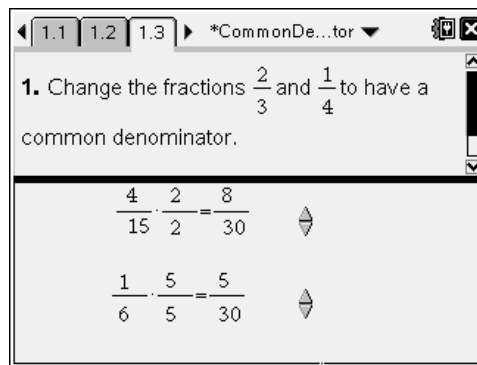 1.1 1.2 1.3 *CommonDe...tor
1. Change the fractions 2/3 and 1/4 to have a
common denominator.
4/15 · 2/2 = 8/30
1/6 · 5/5 = 5/30